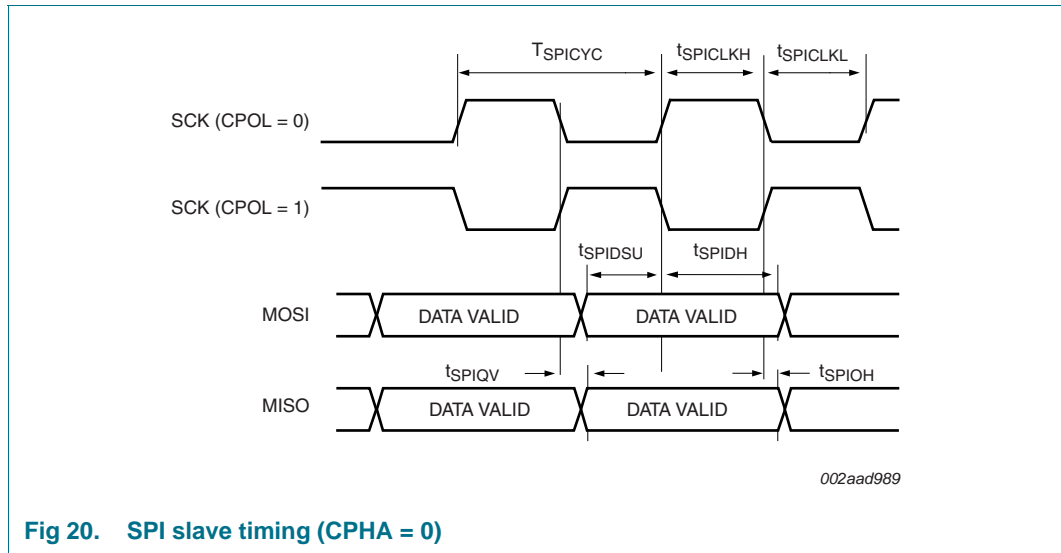 TSPICYC tSPICLKH tSPICLKL
SCK (CPOL = 0)
SCK (CPOL = 1)
tSPIDSU tSPIDH
MOSI DATA VALID DATA VALID
tSPIQV tSPIOH
MISO DATA VALID DATA VALID
002aad989
Fig 20. SPI slave timing (CPHA = 0)